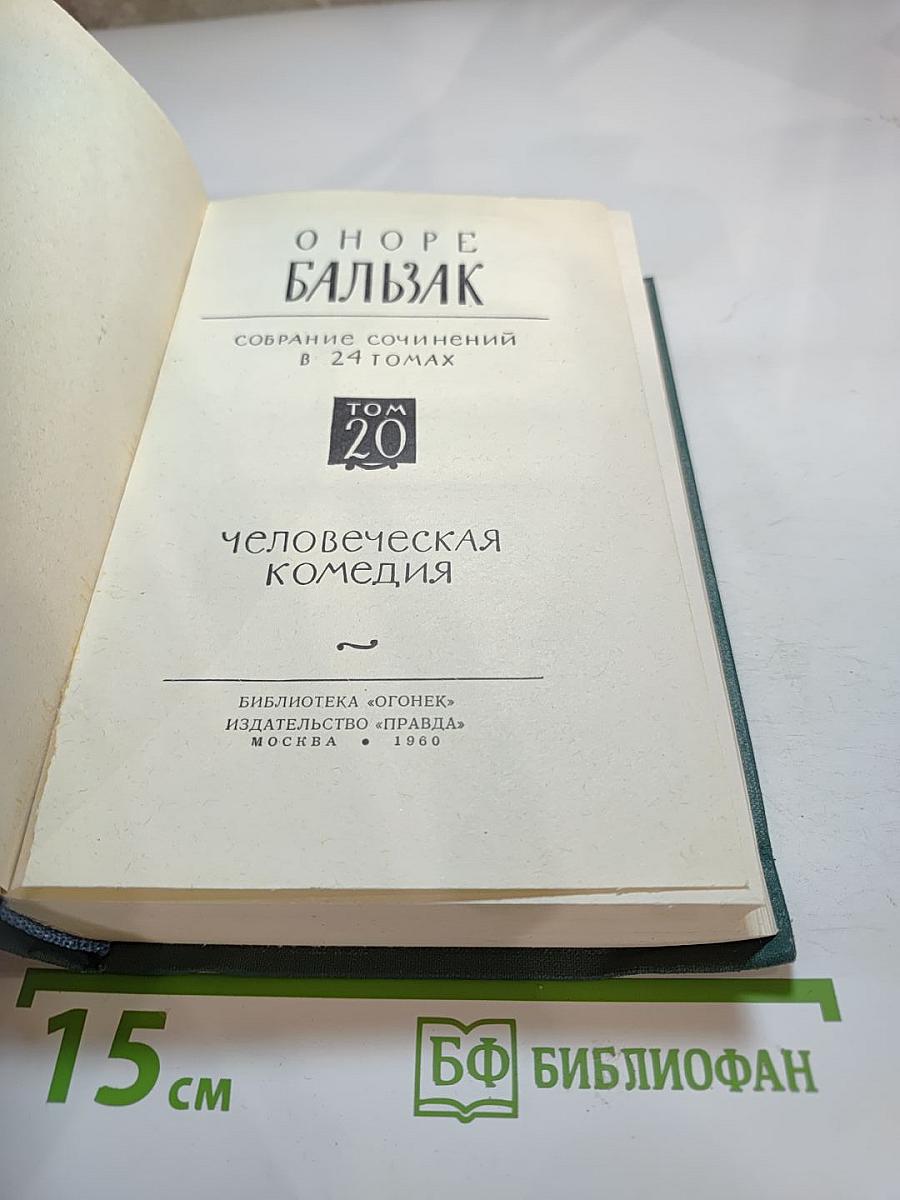 ОНОРЕ
БАЛЬЗАК
СОБРАНИЕ СОЧИНЕНИЙ
В 24 ТОМАХ
ТОМ
20
ЧЕЛОВЕЧЕСКАЯ
КОМЕДИЯ
БИБЛИОТЕКА «ОГОНЕК»
ИЗДАТЕЛЬСТВО «ПРАВДА»
МОСКВА • 1960
15 см
БФ БИБЛИОФАН